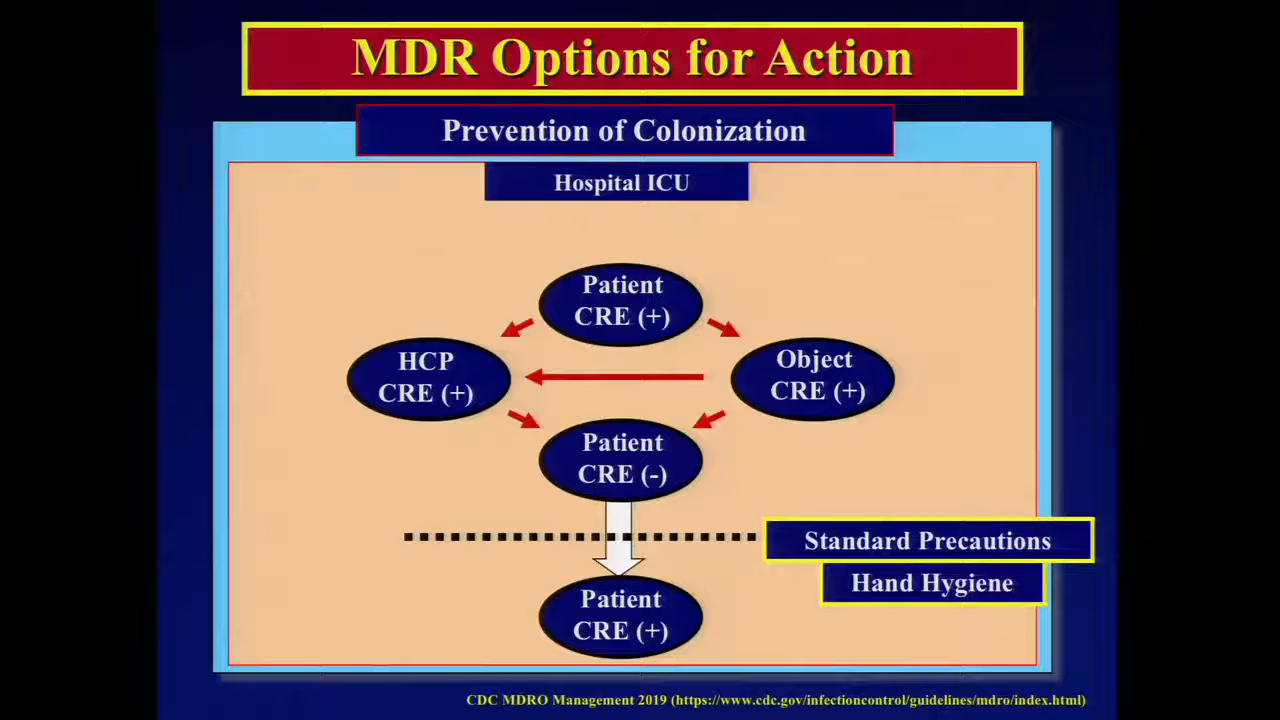 MDR Options for Action
Prevention of Colonization
Hospital ICU
Patient
CRE (+)
HCP
CRE (+)
Object
CRE (+)
Patient
CRE (-)
Standard Precautions
Hand Hygiene
Patient
CRE (+)
CDC MDRO Management 2019 (https://www.cdc.gov/infectioncontrol/guidelines/mdro/index.html)